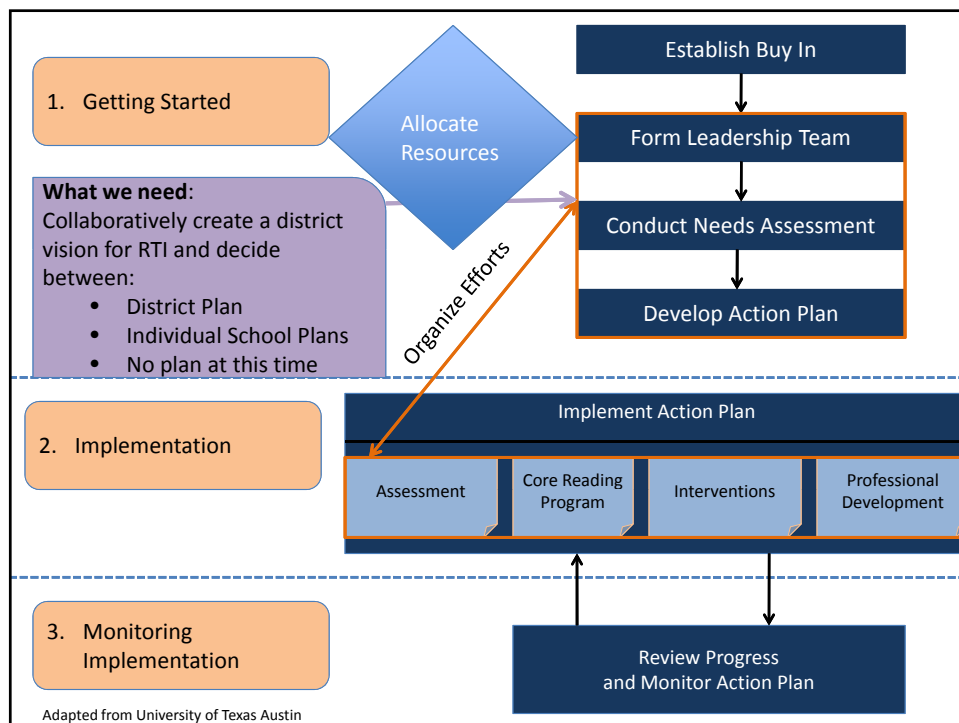 1. Getting Started
Allocate
Resources
Establish Buy In
Form Leadership Team
Conduct Needs Assessment
Develop Action Plan
What we need:
Collaboratively create a district
vision for RTI and decide
between:
• District Plan
• Individual School Plans
• No plan at this time
Organize Efforts
2. Implementation
Implement Action Plan
Assessment
Core Reading
Program
Interventions
Professional
Development
3. Monitoring
Implementation
Review Progress
and Monitor Action Plan
Adapted from University of Texas Austin